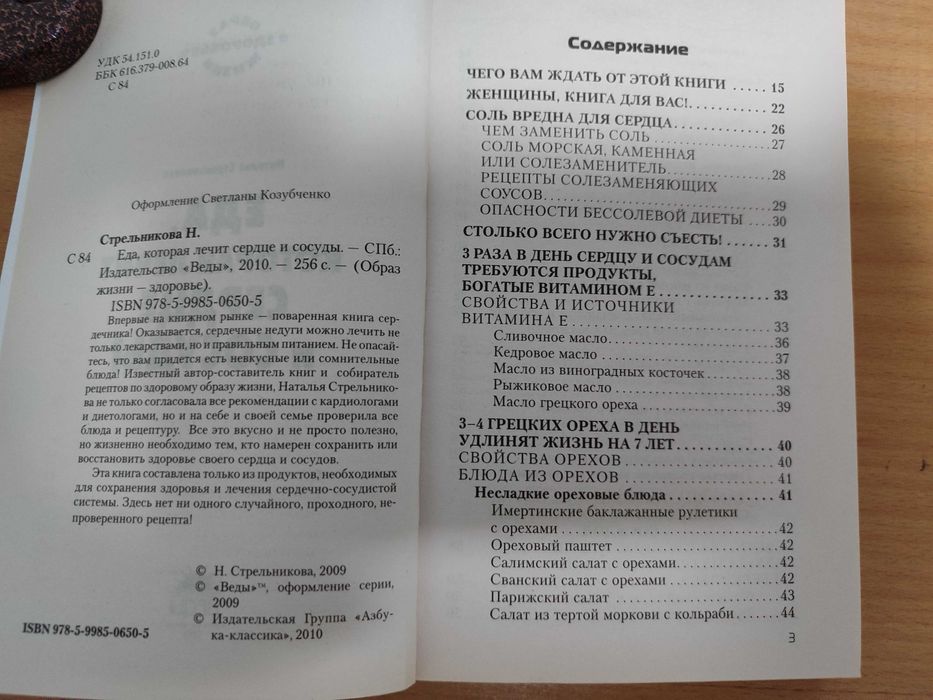 УДК 54.151.0
ББК 616.379-008.64
С 84
Оформление Светланы Козубченко
Стрельникова Н.
С 84 Еда, которая лечит сердце и сосуды. — СПб.:
Издательство «Веды», 2010. — 256 с. — (Образ
жизни – здоровье).
ISBN 978-5-9985-0650-5
Впервые на книжном рынке – поваренная книга сер-
дечника! Оказывается, сердечные недуги можно лечить не
только лекарствами, но и правильным питанием. Не опасай-
тесь, что вам придется есть невкусные или сомнительные
блюда! Известный автор-составитель книг и собиратель
рецептов по здоровому образу жизни, Наталья Стрельнико-
ва не только согласовала все рекомендации с кардиологами
и диетологами, но и на себе и своей семье проверила все
блюда и рецептуру. Все это вкусно и не просто полезно,
но жизненно необходимо тем, кто намерен сохранить или
восстановить здоровье своего сердца и сосудов.
Эта книга составлена только из продуктов, необходимых
для сохранения здоровья и лечения сердечно-сосудистой
системы. Здесь нет ни одного случайного, проходного, не-
проверенного рецепта!
© Н. Стрельникова, 2009
© «Веды»™, оформление серии,
2009
© Издательская Группа «Азбу-
ка-классика», 2010
ISBN 978-5-9985-0650-5
Содержание
ЧЕГО ВАМ ЖДАТЬ ОТ ЭТОЙ КНИГИ ..... 15
ЖЕНЩИНЫ, КНИГА ДЛЯ ВАС!.......... 22
СОЛЬ ВРЕДНА ДЛЯ СЕРДЦА............ 26
ЧЕМ ЗАМЕНИТЬ СОЛЬ ............ 27
СОЛЬ МОРСКАЯ, КАМЕННАЯ
ИЛИ СОЛЕЗАМЕНИТЕЛЬ........... 28
РЕЦЕПТЫ СОЛЕЗАМЕНЯЮЩИХ
СОУСОВ....................... 29
ОПАСНОСТИ БЕССОЛЕВОЙ ДИЕТЫ .... 30
СТОЛЬКО ВСЕГО НУЖНО СЪЕСТЬ! ...... 31
3 РАЗА В ДЕНЬ СЕРДЦУ И СОСУДАМ
ТРЕБУЮТСЯ ПРОДУКТЫ,
БОГАТЫЕ ВИТАМИНОМ Е ............. 33
СВОЙСТВА И ИСТОЧНИКИ
ВИТАМИНА Е ..................... 33
Сливочное масло.................. 36
Кедровое масло .................. 37
Масло из виноградных косточек ....... 38
Рыжиковое масло ................. 38
Масло грецкого ореха .............. 39
3–4 ГРЕЦКИХ ОРЕХА В ДЕНЬ
УДЛИНЯТ ЖИЗНЬ НА 7 ЛЕТ............ 40
СВОЙСТВА ОРЕХОВ ................. 40
БЛЮДА ИЗ ОРЕХОВ ................. 41
Несладкие ореховые блюда ........... 41
Имертинские баклажанные рулетики
с орехами ....................... 42
Ореховый паштет ................. 42
Салимский салат с орехами........... 42
Сванский салат с орехами ........... 42
Парижский салат ................. 43
Салат из тертой моркови с кольраби .... 44
3